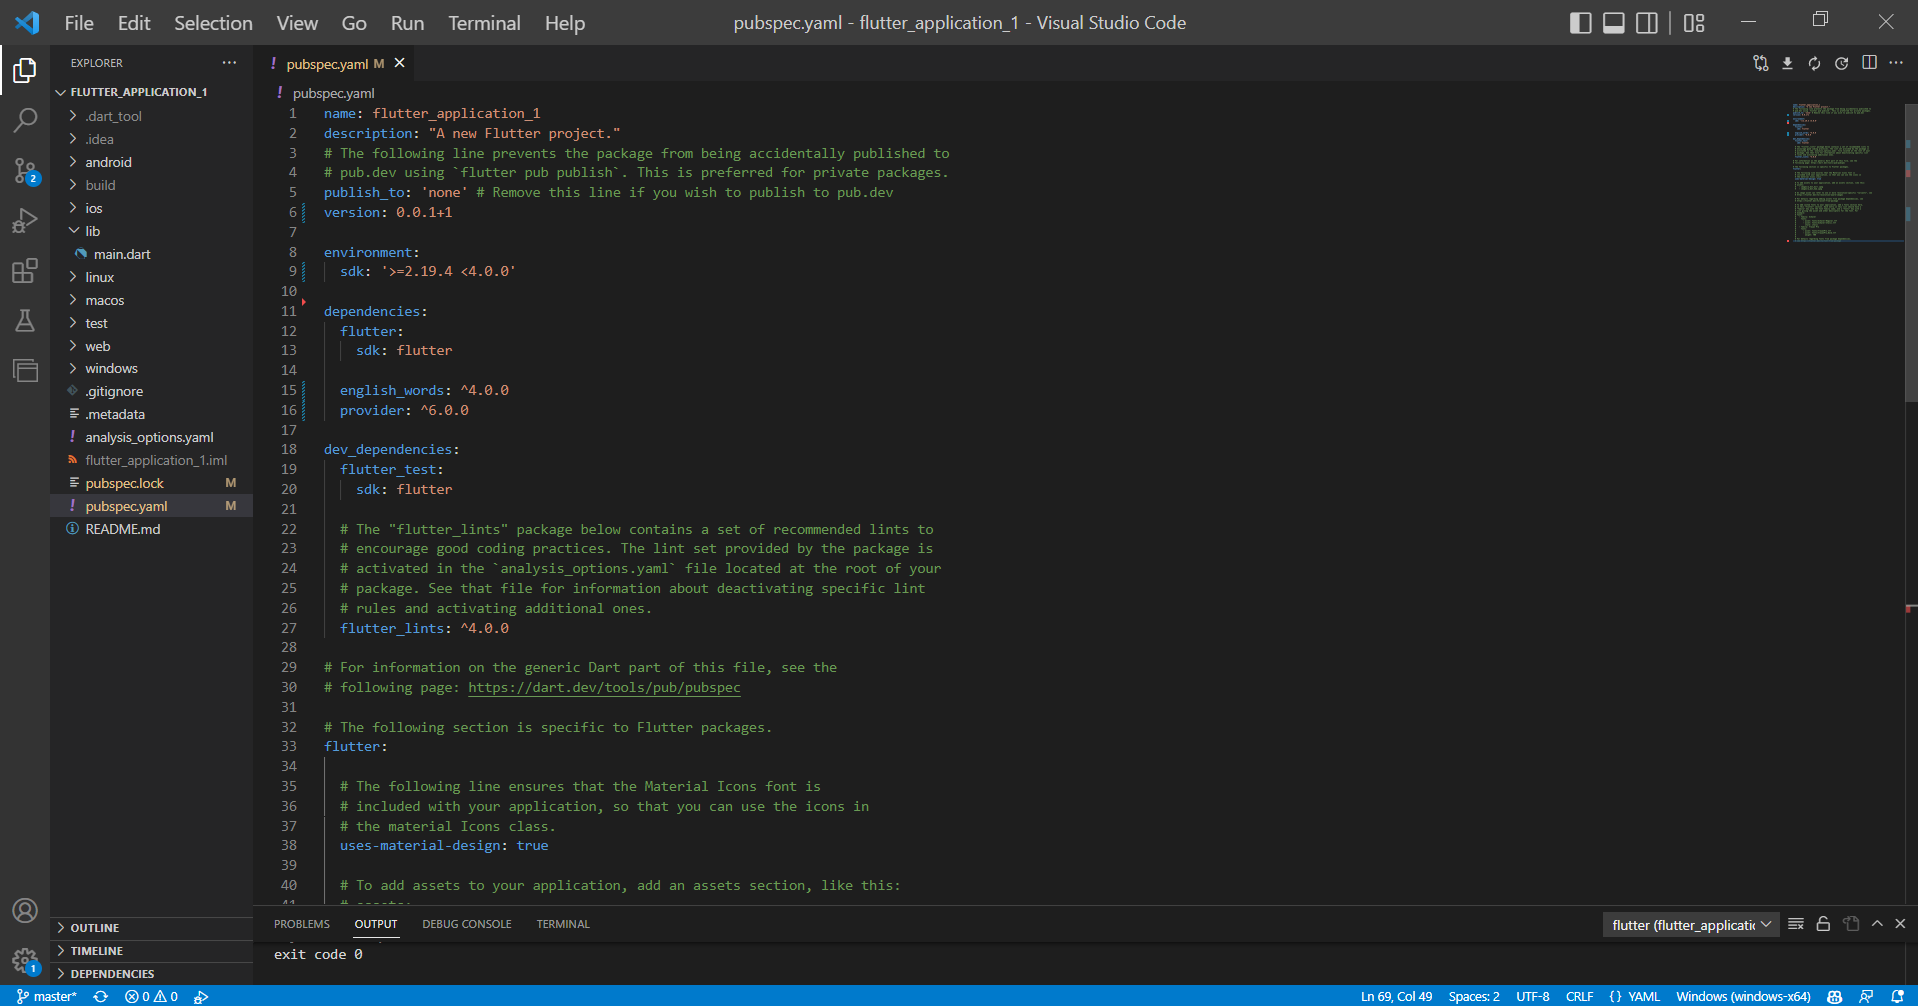 File Edit Selection View Go Run Terminal Help
pubspec.yaml - flutter_application_1 - Visual Studio Code
EXPLORER
FLUTTER_APPLICATION_1
.dart_tool
.idea
android
build
ios
lib
main.dart
linux
macos
test
web
windows
.gitignore
.metadata
analysis_options.yaml
flutter_application_1.iml
pubspec.lock M
pubspec.yaml M
README.md
OUTLINE
TIMELINE
DEPENDENCIES
2
1
! pubspec.yaml M
! pubspec.yaml
1 name: flutter_application_1
2 description: "A new Flutter project."
3 # The following line prevents the package from being accidentally published to
4 # pub.dev using `flutter pub publish`. This is preferred for private packages.
5 publish_to: 'none' # Remove this line if you wish to publish to pub.dev
6 version: 0.0.1+1
7
8 environment:
9 sdk: '>=2.19.4 <4.0.0'
10
11 dependencies:
12 flutter:
13 sdk: flutter
14
15 english_words: ^4.0.0
16 provider: ^6.0.0
17
18 dev_dependencies:
19 flutter_test:
20 sdk: flutter
21
22 # The "flutter_lints" package below contains a set of recommended lints to
23 # encourage good coding practices. The lint set provided by the package is
24 # activated in the `analysis_options.yaml` file located at the root of your
25 # package. See that file for information about deactivating specific lint
26 # rules and activating additional ones.
27 flutter_lints: ^4.0.0
28
29 # For information on the generic Dart part of this file, see the
30 # following page: https://dart.dev/tools/pub/pubspec
31
32 # The following section is specific to Flutter packages.
33 flutter:
34
35 # The following line ensures that the Material Icons font is
36 # included with your application, so that you can use the icons in
37 # the material Icons class.
38 uses-material-design: true
39
40 # To add assets to your application, add an assets section, like this:
41 # assets:
PROBLEMS OUTPUT DEBUG CONSOLE TERMINAL
flutter (flutter_applicatic
exit code 0
master* 0 0
Ln 69, Col 49 Spaces: 2 UTF-8 CRLF {} YAML Windows (windows-x64)